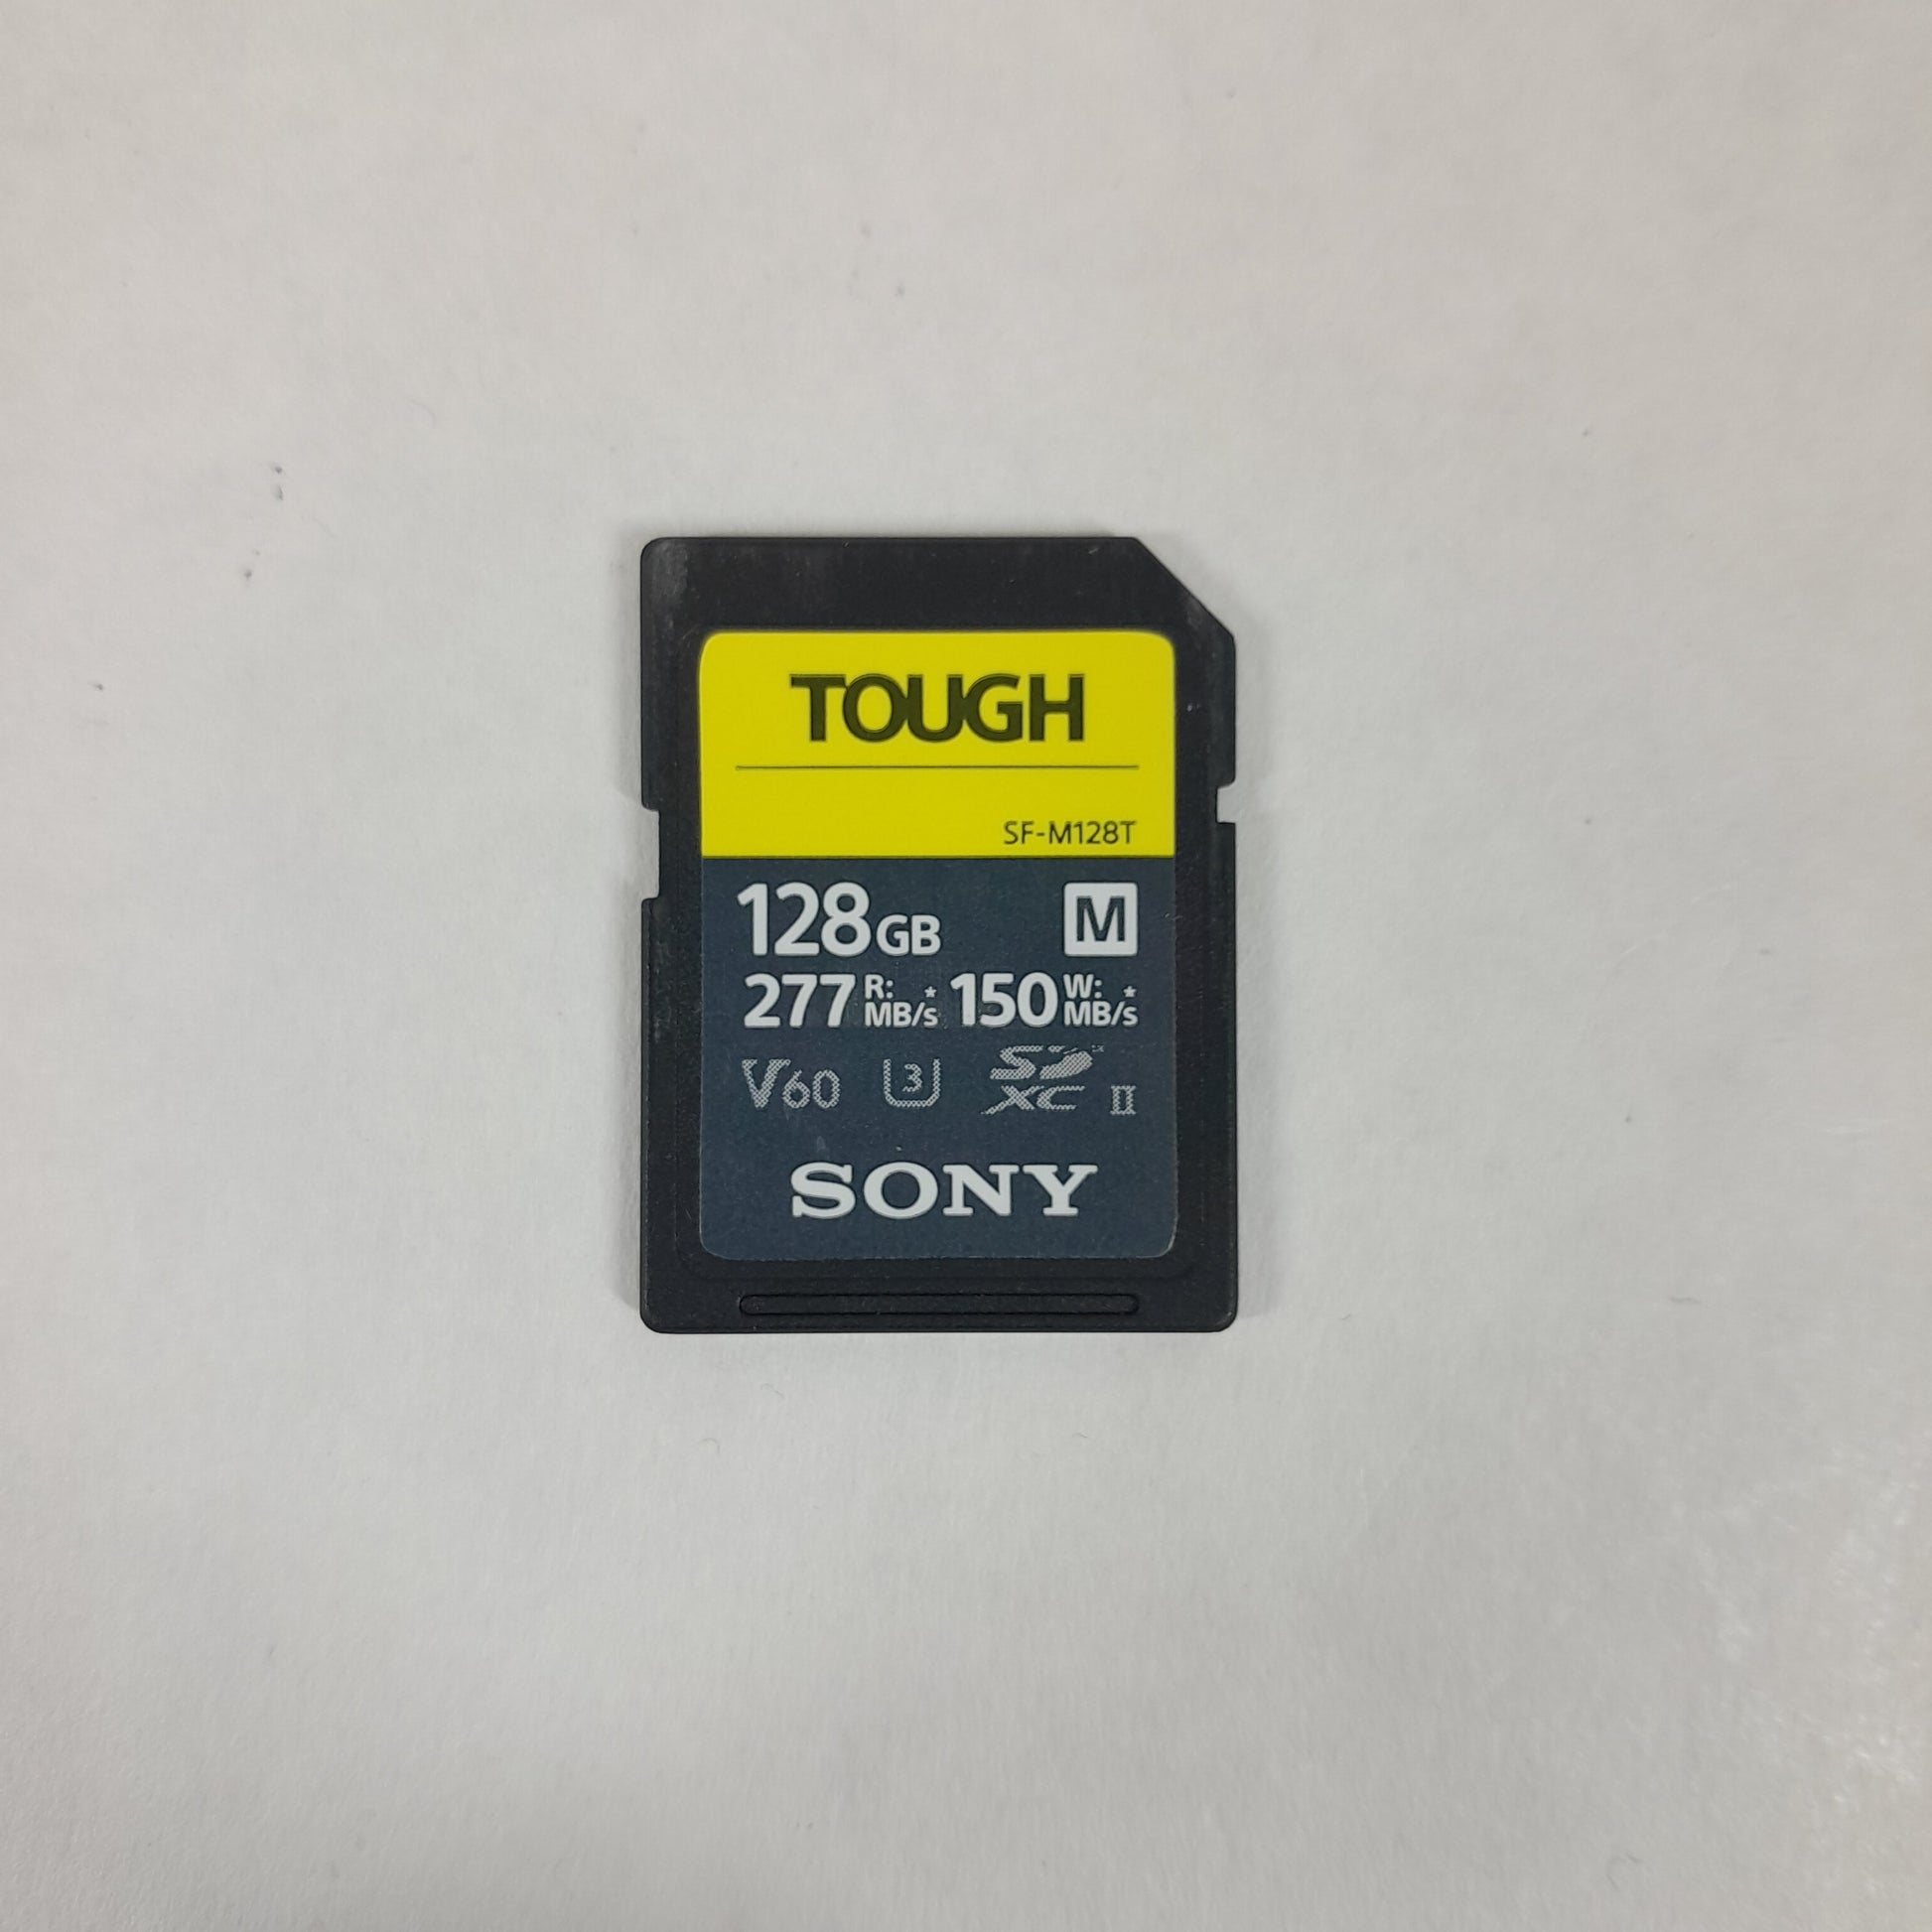 TOUGH
SF-M128T
128GB M
277 R: MB/s* 150 W: MB/s*
V60 3 SD XC II
SONY